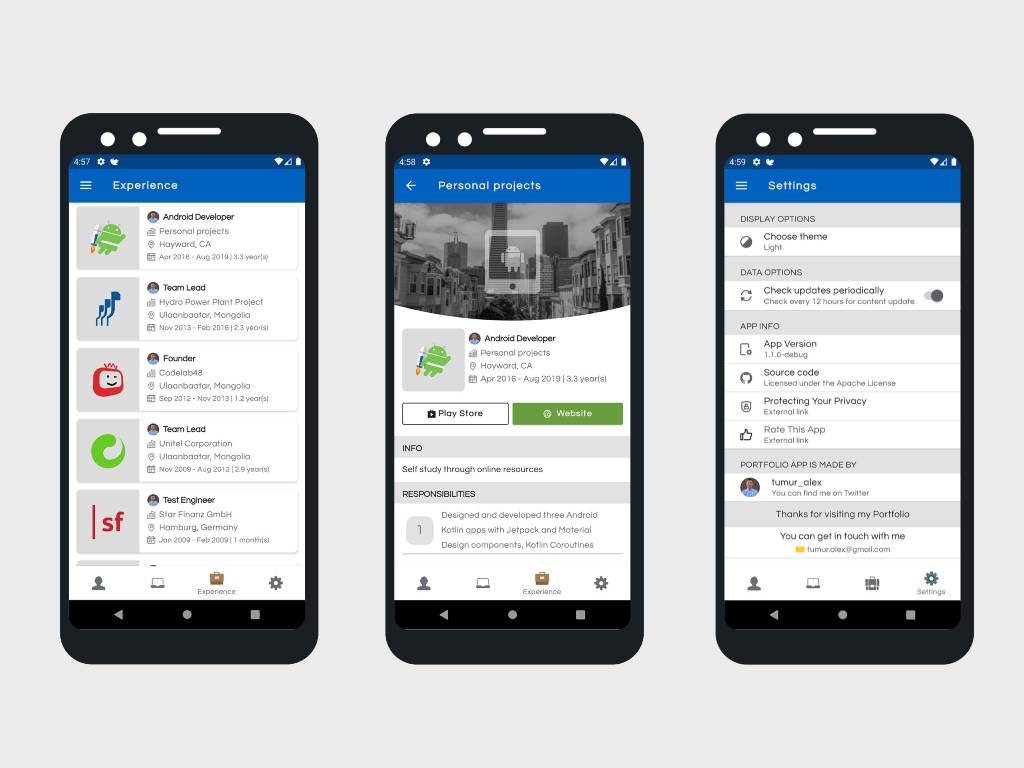 4:57
Experience
Android Developer
Personal projects
Hayward, CA
Apr 2016 - Aug 2019 | 3.3 year(s)
Team Lead
Hydro Power Plant Project
Ulaanbaatar, Mongolia
Nov 2013 - Feb 2016 | 2.3 year(s)
Founder
Codelab48
Ulaanbaatar, Mongolia
Sep 2012 - Nov 2013 | 1.2 year(s)
Team Lead
Unitel Corporation
Ulaanbaatar, Mongolia
Nov 2009 - Aug 2012 | 2.9 year(s)
sf
Test Engineer
Star Finanz GmbH
Hamburg, Germany
Jan 2009 - Feb 2009 | 1 month(s)
Experience
4:58
Personal projects
Android Developer
Personal projects
Hayward, CA
Apr 2016 - Aug 2019 | 3.3 year(s)
Play Store
Website
INFO
Self study through online resources
RESPONSIBILITIES
1
Designed and developed three Android
Kotlin apps with Jetpack and Material
Design components, Kotlin Coroutines
Experience
4:59
Settings
DISPLAY OPTIONS
Choose theme
Light
DATA OPTIONS
Check updates periodically
Check every 12 hours for content update
APP INFO
App Version
1.1.0-debug
Source code
Licensed under the Apache License
Protecting Your Privacy
External link
Rate This App
External link
PORTFOLIO APP IS MADE BY
tumur_alex
You can find me on Twitter
Thanks for visiting my Portfolio
You can get in touch with me
tumur.alex@gmail.com
Settings